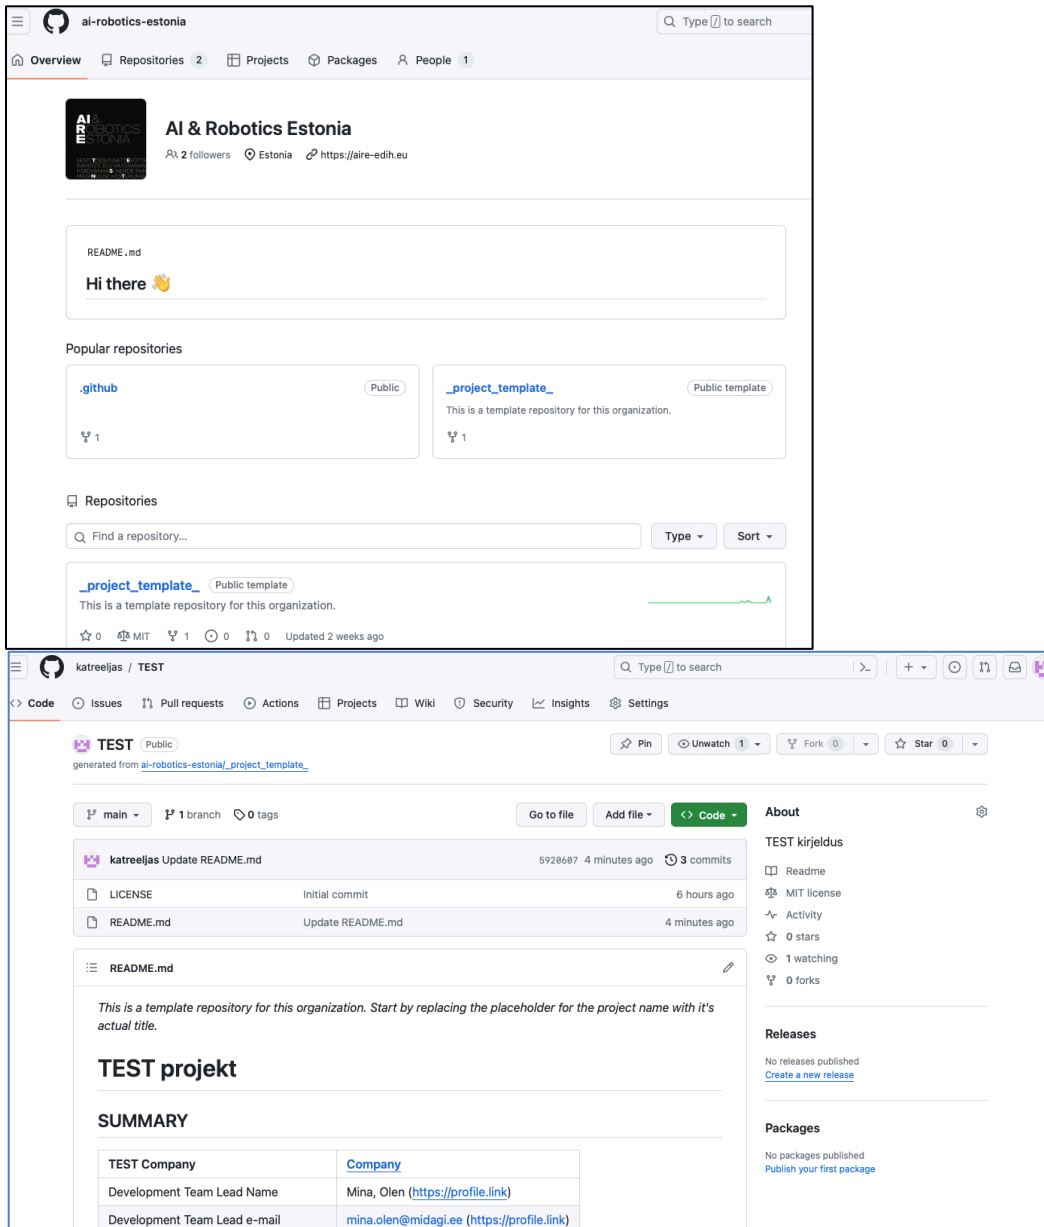 ai-robotics-estonia
Type / to search
Overview Repositories 2 Projects Packages People 1
AI &
ROBOTICS
ESTONIA
AI & Robotics Estonia
2 followers Estonia https://aire-edih.eu
README.md
Hi there 👋
Popular repositories
.github Public
1
_project_template_ Public template
This is a template repository for this organization.
1
Repositories
Find a repository... Type Sort
_project_template_ Public template
This is a template repository for this organization.
0 MIT 1 0 0 Updated 2 weeks ago
katreeljas / TEST
Type / to search
Code Issues Pull requests Actions Projects Wiki Security Insights Settings
TEST Public
Pin Unwatch 1 Fork 0 Star 0
generated from ai-robotics-estonia/_project_template_
main 1 branch 0 tags
Go to file Add file Code
katreeljas Update README.md 5920607 4 minutes ago 3 commits
LICENSE Initial commit 6 hours ago
README.md Update README.md 4 minutes ago
README.md
This is a template repository for this organization. Start by replacing the placeholder for the project name with it's
actual title.
TEST projekt
SUMMARY
TEST Company Company
Development Team Lead Name Mina, Olen (https://profile.link)
Development Team Lead e-mail mina.olen@midagi.ee (https://profile.link)
About
TEST kirjeldus
Readme
MIT license
Activity
0 stars
1 watching
0 forks
Releases
No releases published
Create a new release
Packages
No packages published
Publish your first package